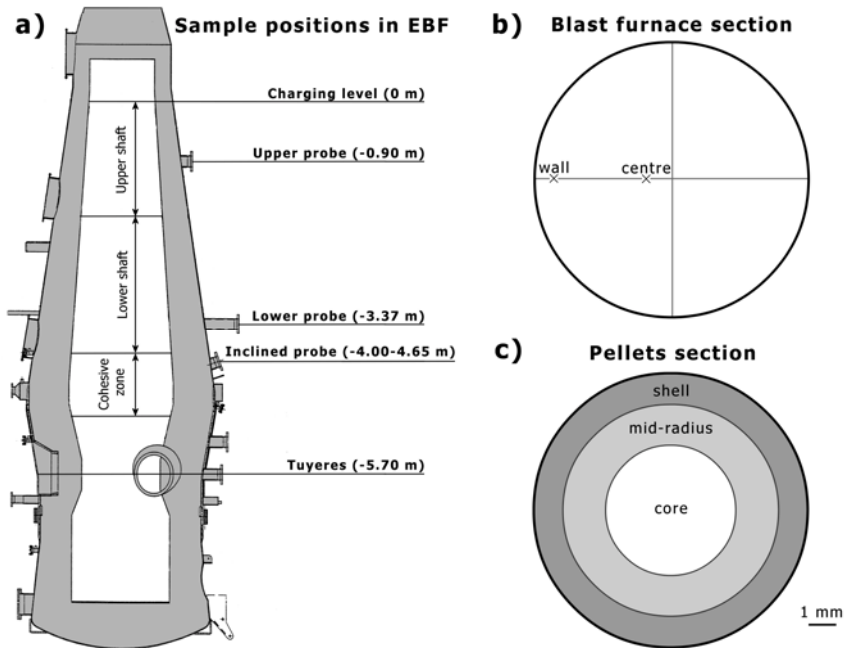 a) Sample positions in EBF
Charging level (0 m)
Upper shaft
Upper probe (-0.90 m)
Lower shaft
Lower probe (-3.37 m)
Inclined probe (-4.00-4.65 m)
Cohesive
zone
Tuyeres (-5.70 m)
b) Blast furnace section
wall
centre
c) Pellets section
shell
mid-radius
core
1 mm